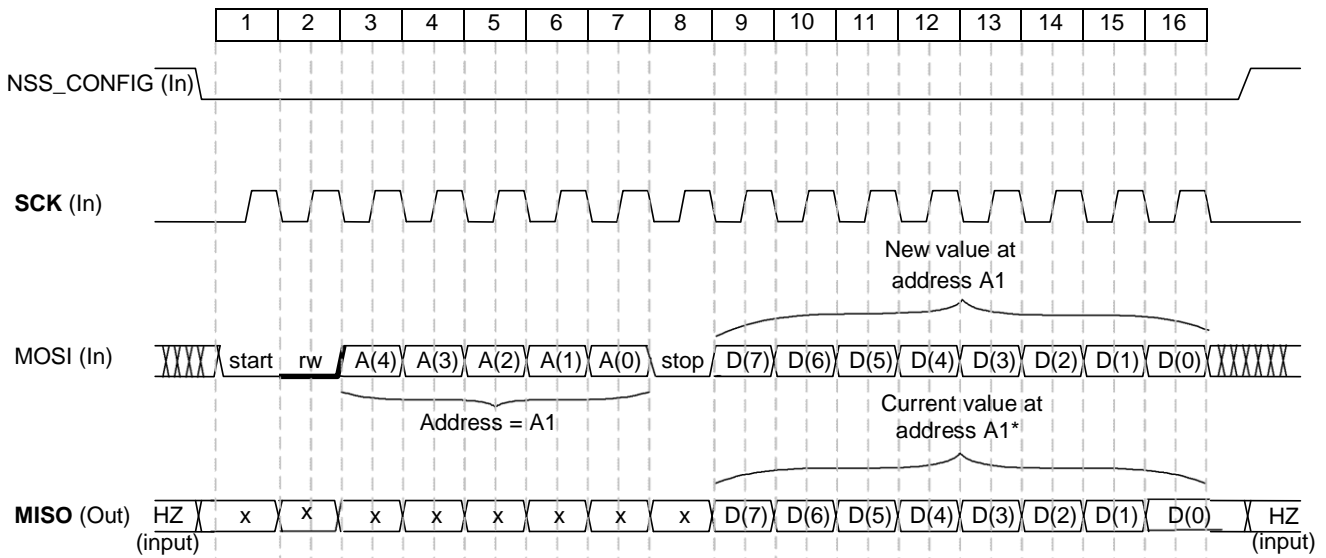 1 2 3 4 5 6 7 8 9 10 11 12 13 14 15 16
NSS_CONFIG (In)
SCK (In)
New value at
address A1
MOSI (In) start rw A(4) A(3) A(2) A(1) A(0) stop D(7) D(6) D(5) D(4) D(3) D(2) D(1) D(0)
Address = A1
Current value at
address A1*
MISO (Out) HZ x x x x x x x x D(7) D(6) D(5) D(4) D(3) D(2) D(1) D(0) HZ
(input) (input)